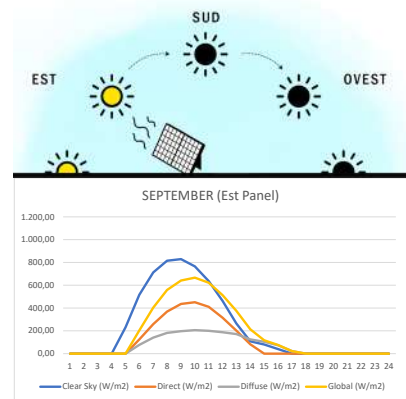 SUD
EST
OVEST
SEPTEMBER (Est Panel)
1.200,00
1.000,00
800,00
600,00
400,00
200,00
0,00
1 2 3 4 5 6 7 8 9 10 11 12 13 14 15 16 17 18 19 20 21 22 23 24
Clear Sky (W/m2) Direct (W/m2) Diffuse (W/m2) Global (W/m2)